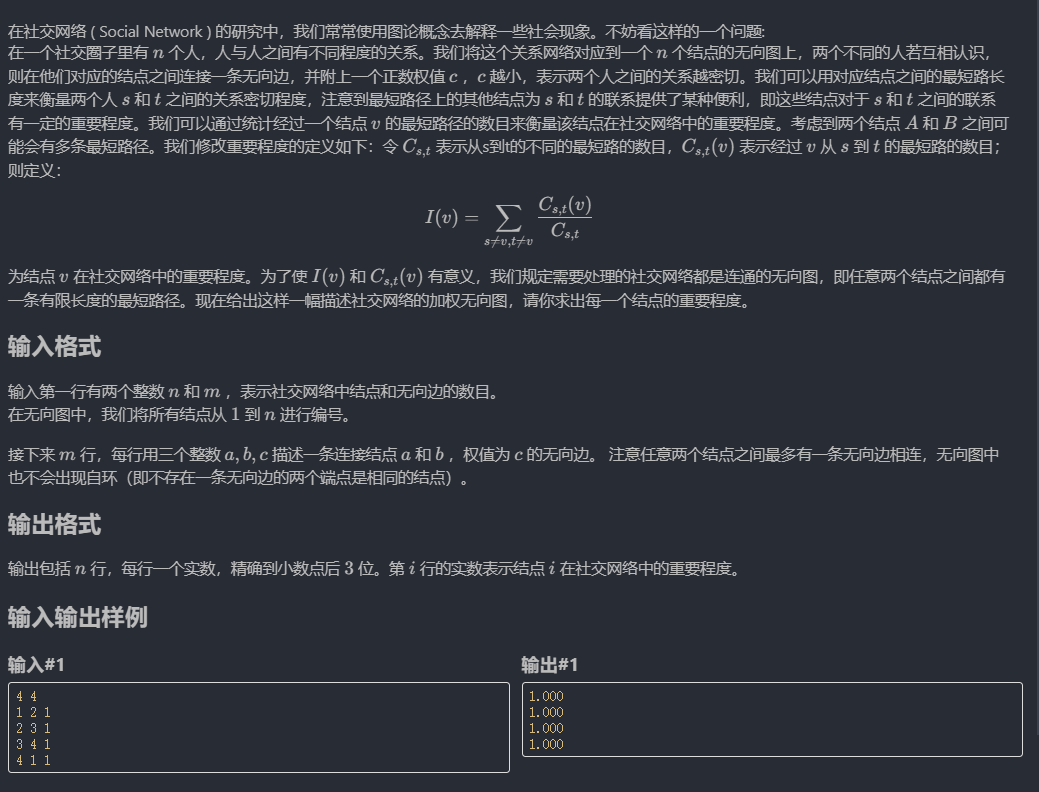 在社交网络 ( Social Network ) 的研究中，我们常常使用图论概念去解释一些社会现象。不妨看这样的一个问题:
在一个社交圈子里有 n 个人，人与人之间有不同程度的关系。我们将这个关系网络对应到一个 n 个结点的无向图上，两个不同的人若互相认识，
则在他们对应的结点之间连接一条无向边，并附上一个正数权值 c ，c 越小，表示两个人之间的关系越密切。我们可以用对应结点之间的最短路长
度来衡量两个人 s 和 t 之间的关系密切程度，注意到最短路径上的其他结点为 s 和 t 的联系提供了某种便利，即这些结点对于 s 和 t 之间的联系
有一定的重要程度。我们可以通过统计经过一个结点 v 的最短路径的数目来衡量该结点在社交网络中的重要程度。考虑到两个结点 A 和 B 之间可
能会有多条最短路径。我们修改重要程度的定义如下：令 C_{s,t} 表示从s到t的不同的最短路的数目，C_{s,t}(v) 表示经过 v 从 s 到 t 的最短路的数目；
则定义：
I(v) = \sum_{s≠v,t≠v} \frac{C_{s,t}(v)}{C_{s,t}}
为结点 v 在社交网络中的重要程度。为了使 I(v) 和 C_{s,t}(v) 有意义，我们规定需要处理的社交网络都是连通的无向图，即任意两个结点之间都有
一条有限长度的最短路径。现在给出这样一幅描述社交网络的加权无向图，请你求出每一个结点的重要程度。
输入格式
输入第一行有两个整数 n 和 m ，表示社交网络中结点和无向边的数目。
在无向图中，我们将所有结点从 1 到 n 进行编号。
接下来 m 行，每行用三个整数 a, b, c 描述一条连接结点 a 和 b ，权值为 c 的无向边。 注意任意两个结点之间最多有一条无向边相连，无向图中
也不会出现自环（即不存在一条无向边的两个端点是相同的结点）。
输出格式
输出包括 n 行，每行一个实数，精确到小数点后 3 位。第 i 行的实数表示结点 i 在社交网络中的重要程度。
输入输出样例
输入#1
4 4
1 2 1
2 3 1
3 4 1
4 1 1
输出#1
1.000
1.000
1.000
1.000